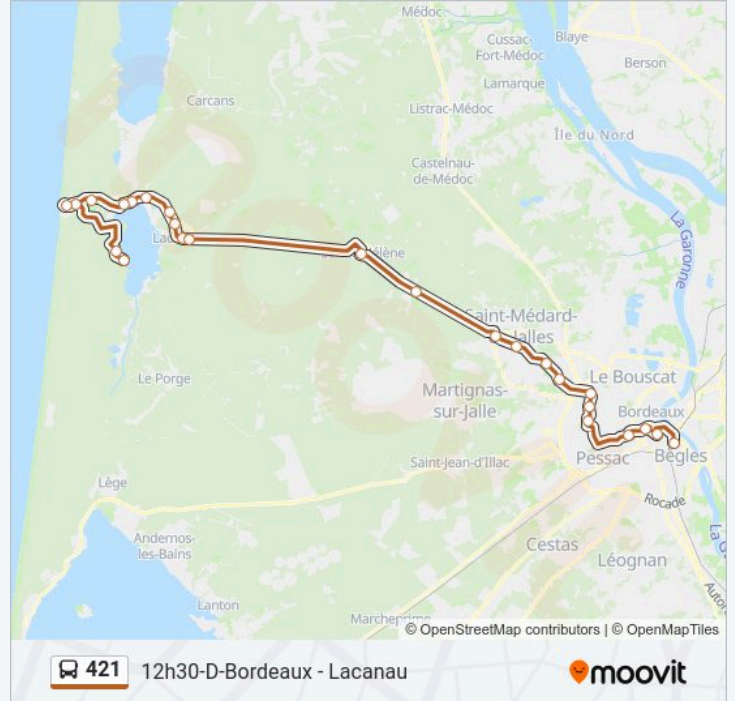 Médoc
Cussac-
Fort-Médoc
Blaye
Berson
Lamarque
Carcans
Listrac-Médoc
Île du Nord
Castelnau-
de-Médoc
La Garonne
Saint-Médard-
Le Porge
Le Bouscat
Martignas-
sur-Jalle
Bordeaux
Saint-Jean-d'Illac
Pessac
Bègles
Lège
Rocade
Andernos-
les-Bains
Cestas
Léognan
Lanton
Marcheprime
© OpenStreetMap contributors | © OpenMapTiles
421
12h30-D-Bordeaux - Lacanau
moovit